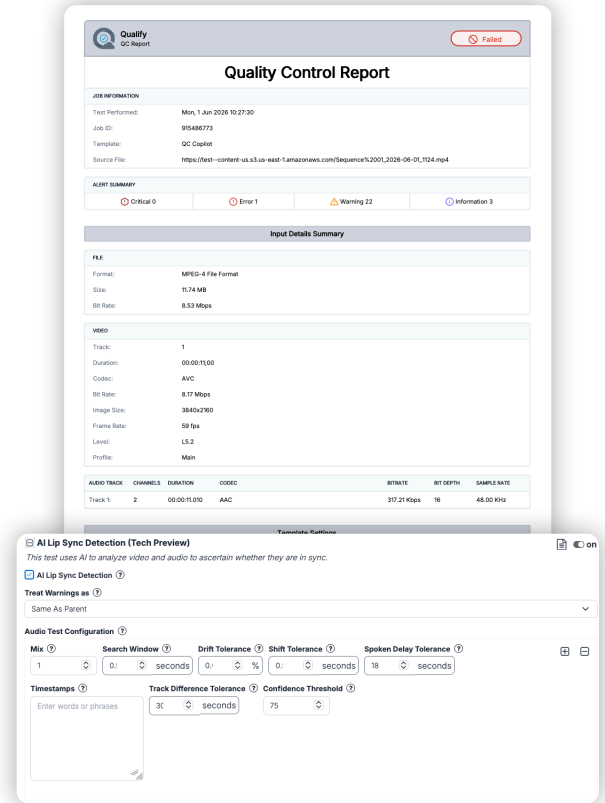 Qualify
QC Report
Failed
Quality Control Report
JOB INFORMATION
Test Performed: Mon, 1 Jun 2026 10:27:30
Job ID: 915486773
Template: QC Copilot
Source File: https://test--content-us.s3.us-east-1.amazonaws.com/Sequence%2001_2026-06-01_1124.mp4
ALERT SUMMARY
Critical 0 Error 1 Warning 22 Information 3
Input Details Summary
FILE
Format: MPEG-4 File Format
Size: 11.74 MB
Bit Rate: 8.53 Mbps
VIDEO
Track: 1
Duration: 00:00:11;00
Codec: AVC
Bit Rate: 8.17 Mbps
Image Size: 3840x2160
Frame Rate: 59 fps
Level: L5.2
Profile: Main
AUDIO TRACK CHANNELS DURATION CODEC BITRATE BIT DEPTH SAMPLE RATE
Track 1: 2 00:00:11.010 AAC 317.21 Kbps 16 48.00 KHz
Template Settings
AI Lip Sync Detection (Tech Preview) on
This test uses AI to analyze video and audio to ascertain whether they are in sync.
AI Lip Sync Detection ?
Treat Warnings as ?
Same As Parent
Audio Test Configuration ?
Mix ? Search Window ? Drift Tolerance ? Shift Tolerance ? Spoken Delay Tolerance ?
1 seconds % seconds 18 seconds
Timestamps ? Track Difference Tolerance ? Confidence Threshold ?
Enter words or phrases seconds 75